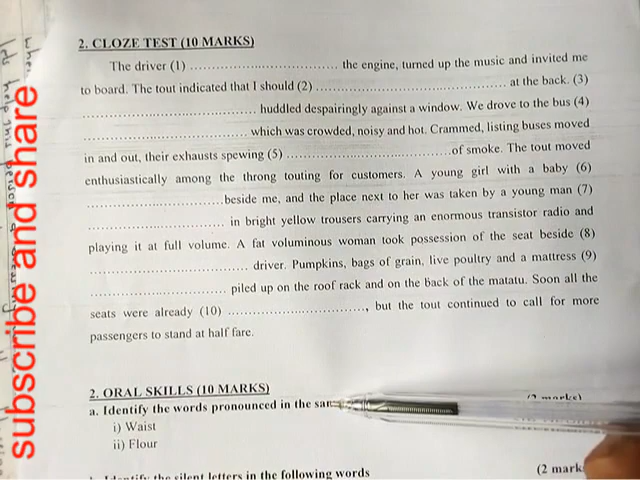 2. CLOZE TEST (10 MARKS)
The driver (1) ................................... the engine, turned up the music and invited me
to board. The tout indicated that I should (2) ............................................. at the back. (3)
......................................... huddled despairingly against a window. We drove to the bus (4)
....................................... which was crowded, noisy and hot. Crammed, listing buses moved
in and out, their exhausts spewing (5) .......................................of smoke. The tout moved
enthusiastically among the throng touting for customers. A young girl with a baby (6)
................................beside me, and the place next to her was taken by a young man (7)
................................ in bright yellow trousers carrying an enormous transistor radio and
playing it at full volume. A fat voluminous woman took possession of the seat beside (8)
..................................... driver. Pumpkins, bags of grain, live poultry and a mattress (9)
................................ piled up on the roof rack and on the back of the matatu. Soon all the
seats were already (10) ................................., but the tout continued to call for more
passengers to stand at half fare.
2. ORAL SKILLS (10 MARKS)
a. Identify the words pronounced in the
i) Waist
ii) Flour
Identify the silent letters in the following words (2 mark
subscribe and share